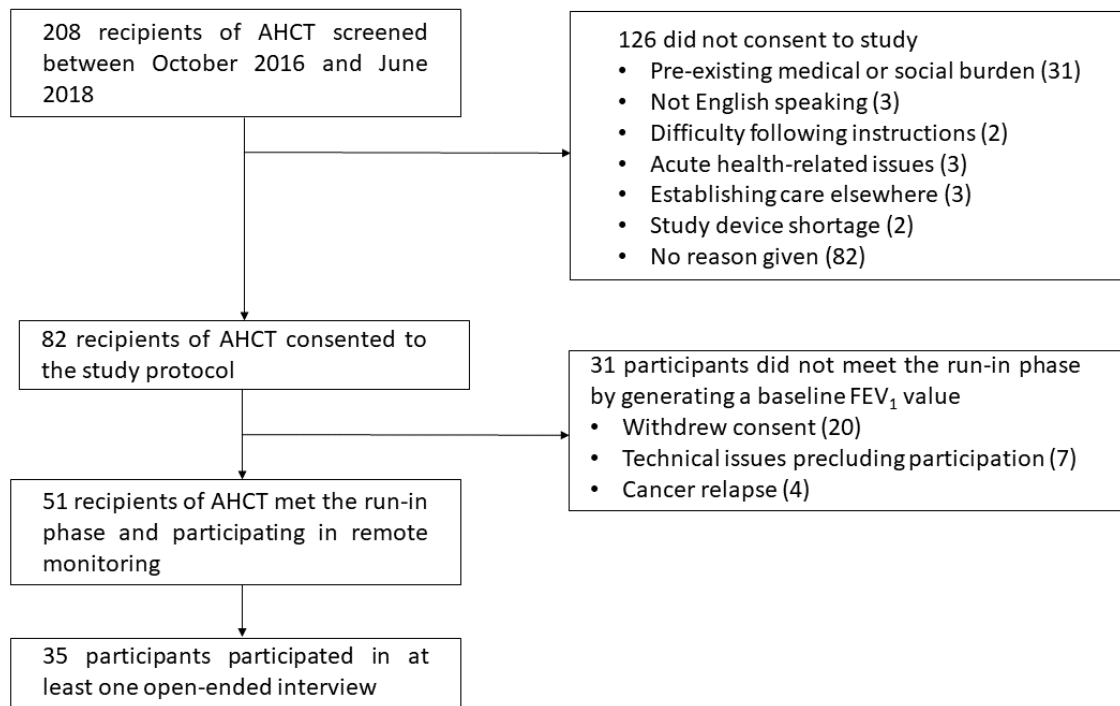 208 recipients of AHCT screened
between October 2016 and June
2018
126 did not consent to study
• Pre-existing medical or social burden (31)
• Not English speaking (3)
• Difficulty following instructions (2)
• Acute health-related issues (3)
• Establishing care elsewhere (3)
• Study device shortage (2)
• No reason given (82)
82 recipients of AHCT consented to
the study protocol
31 participants did not meet the run-in phase
by generating a baseline FEV₁ value
• Withdrew consent (20)
• Technical issues precluding participation (7)
• Cancer relapse (4)
51 recipients of AHCT met the run-in
phase and participating in remote
monitoring
35 participants participated in at
least one open-ended interview